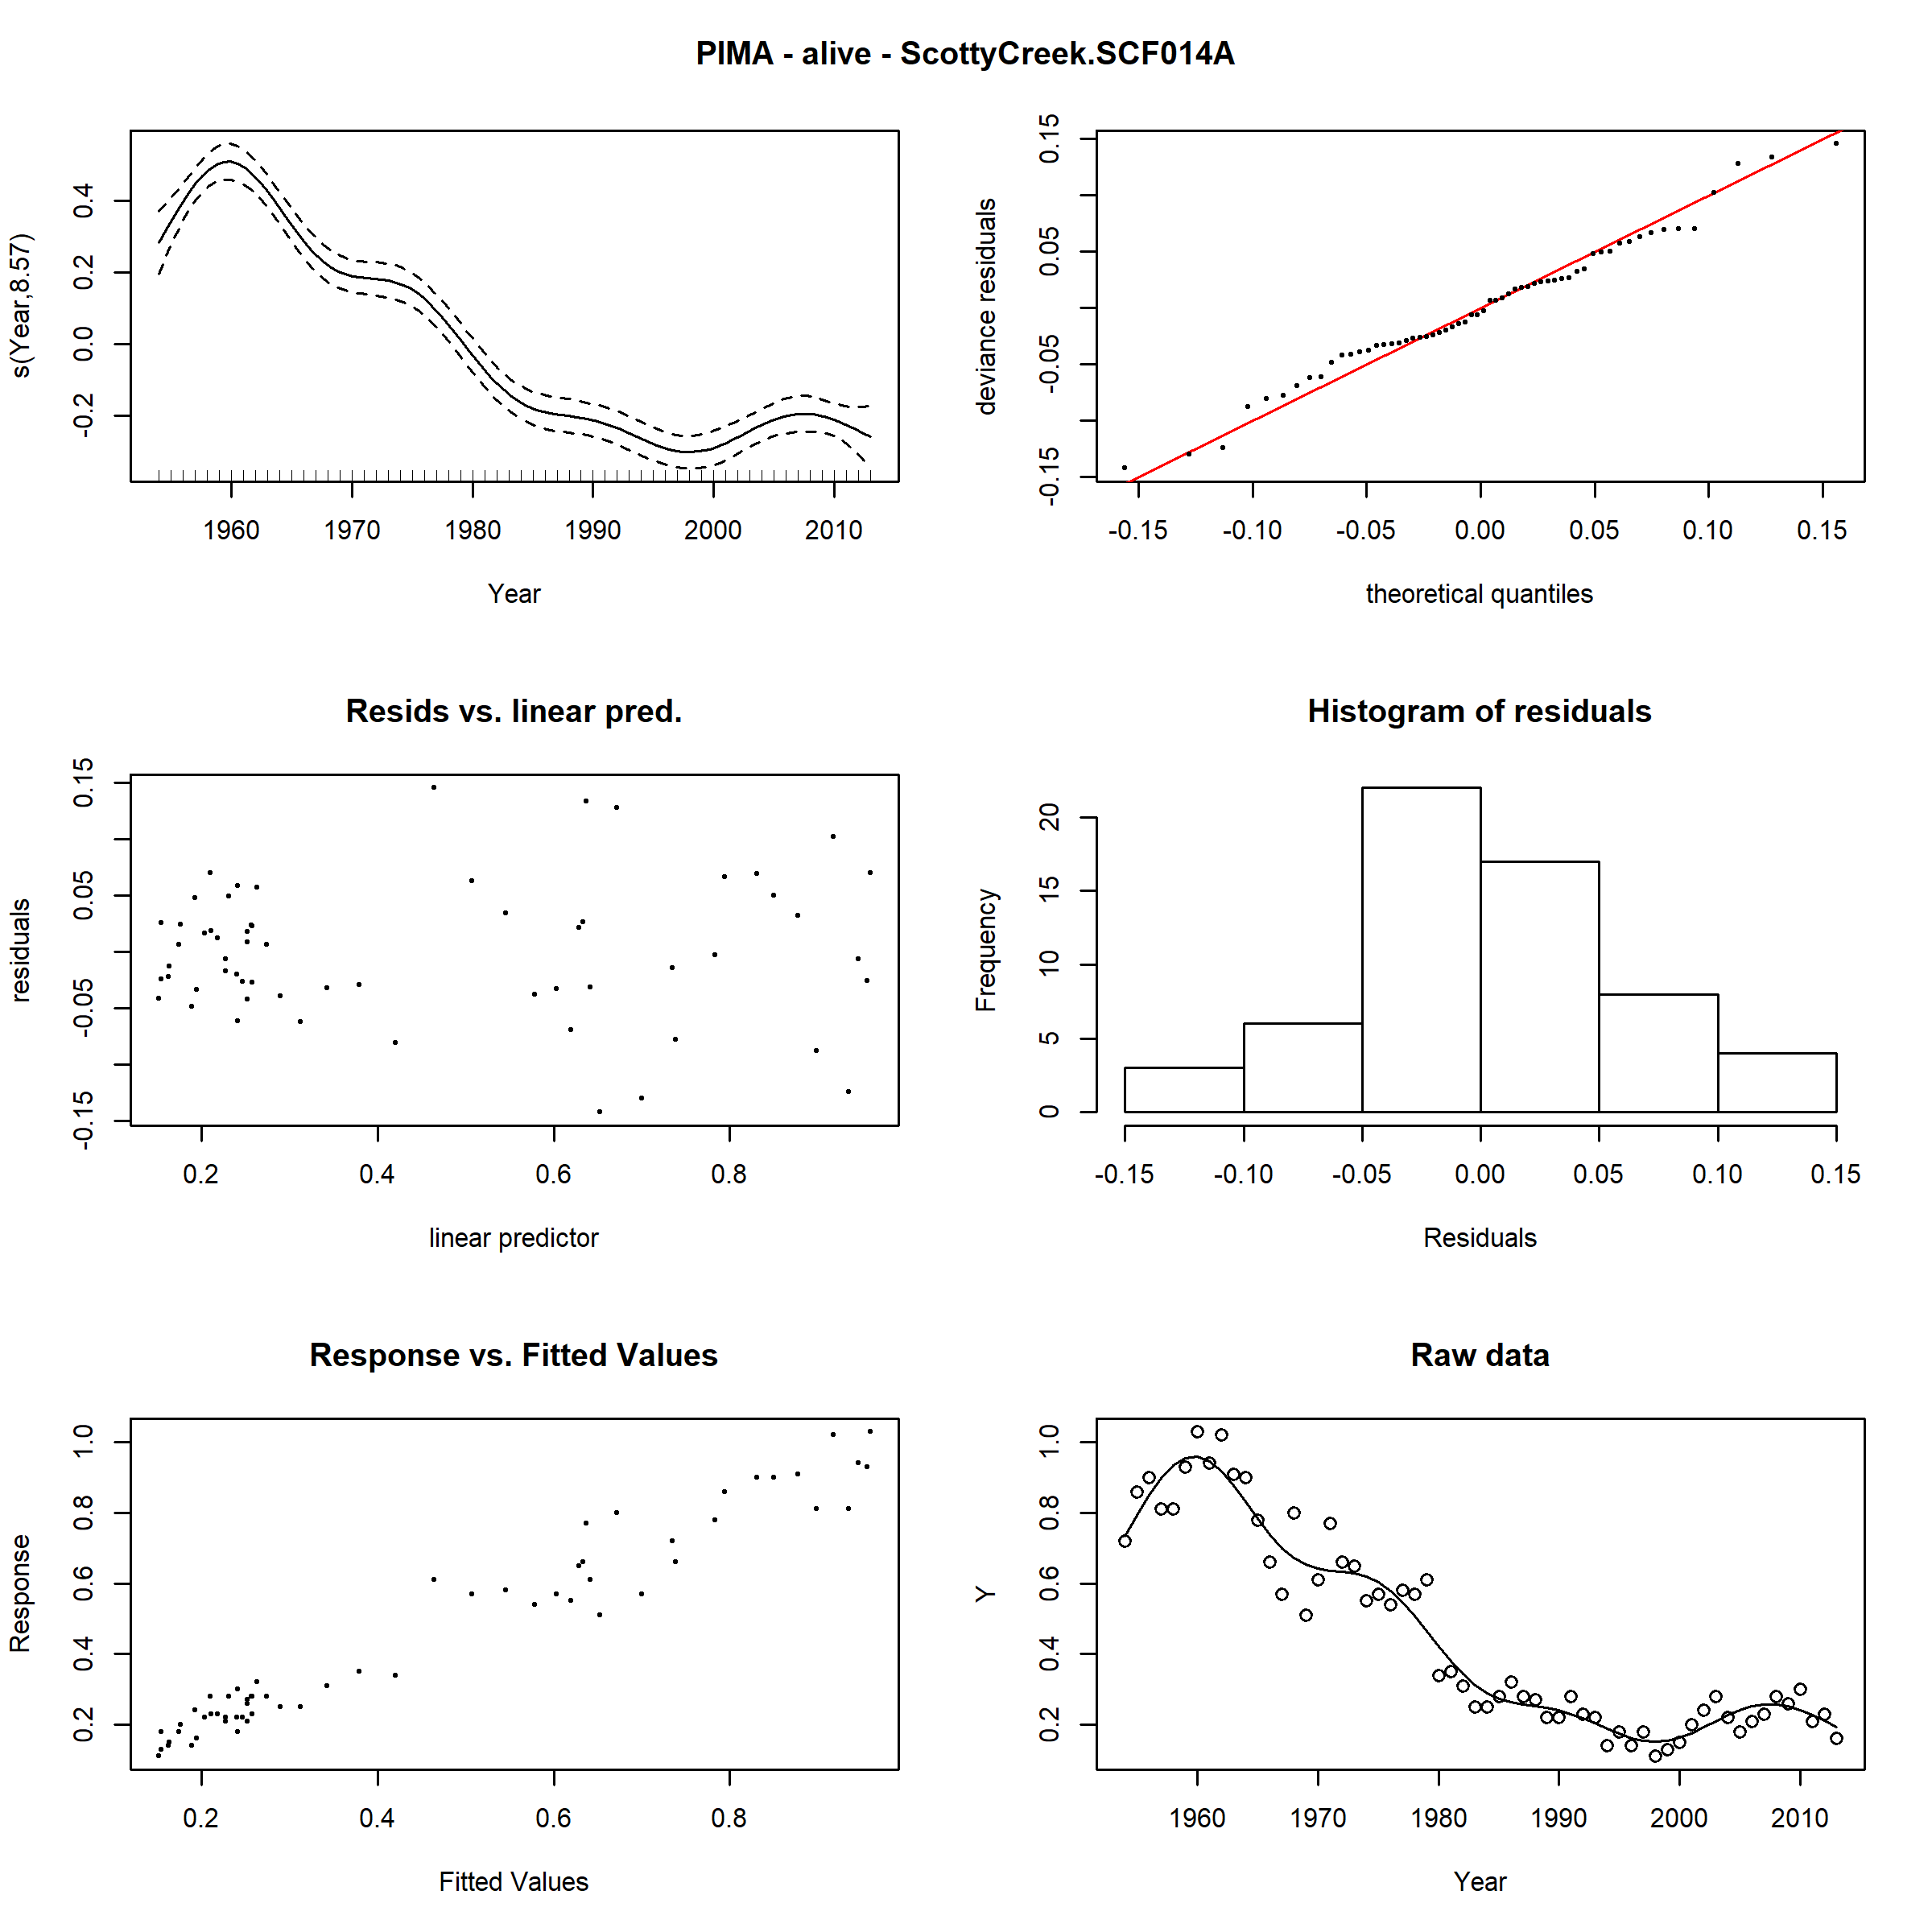 PIMA - alive - ScottyCreek.SCF014A
s(Year,8.57)
0.4
0.2
0.0
-0.2
1960 1970 1980 1990 2000 2010
Year
deviance residuals
0.15
0.05
-0.05
-0.15
-0.15 -0.10 -0.05 0.00 0.05 0.10 0.15
theoretical quantiles
Resids vs. linear pred.
residuals
0.15
0.05
-0.05
-0.15
0.2 0.4 0.6 0.8
linear predictor
Histogram of residuals
Frequency
20
15
10
5
0
-0.15 -0.10 -0.05 0.00 0.05 0.10 0.15
Residuals
Response vs. Fitted Values
Response
1.0
0.8
0.6
0.4
0.2
0.2 0.4 0.6 0.8
Fitted Values
Raw data
Y
1.0
0.8
0.6
0.4
0.2
1960 1970 1980 1990 2000 2010
Year